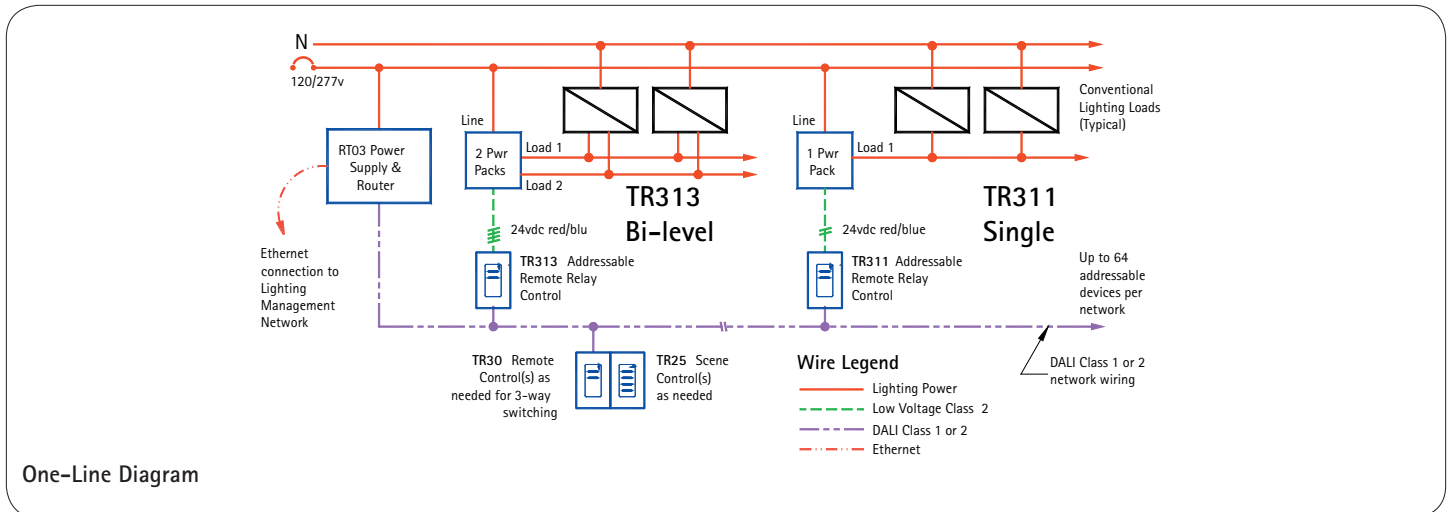 N
120/277v
Conventional
Lighting Loads
(Typical)
Line
Line
RT03 Power
Supply &
Router
2 Pwr
Packs
Load 1
Load 2
1 Pwr
Pack
Load 1
TR313
Bi-level
TR311
Single
24vdc red/blu
24vdc red/blue
Ethernet
connection to
Lighting
Management
Network
TR313 Addressable
Remote Relay
Control
TR311 Addressable
Remote Relay
Control
Up to 64
addressable
devices per
network
TR30 Remote
Control(s) as
needed for 3-way
switching
TR25 Scene
Control(s)
as needed
Wire Legend
Lighting Power
Low Voltage Class 2
DALI Class 1 or 2
Ethernet
DALI Class 1 or 2
network wiring
One-Line Diagram